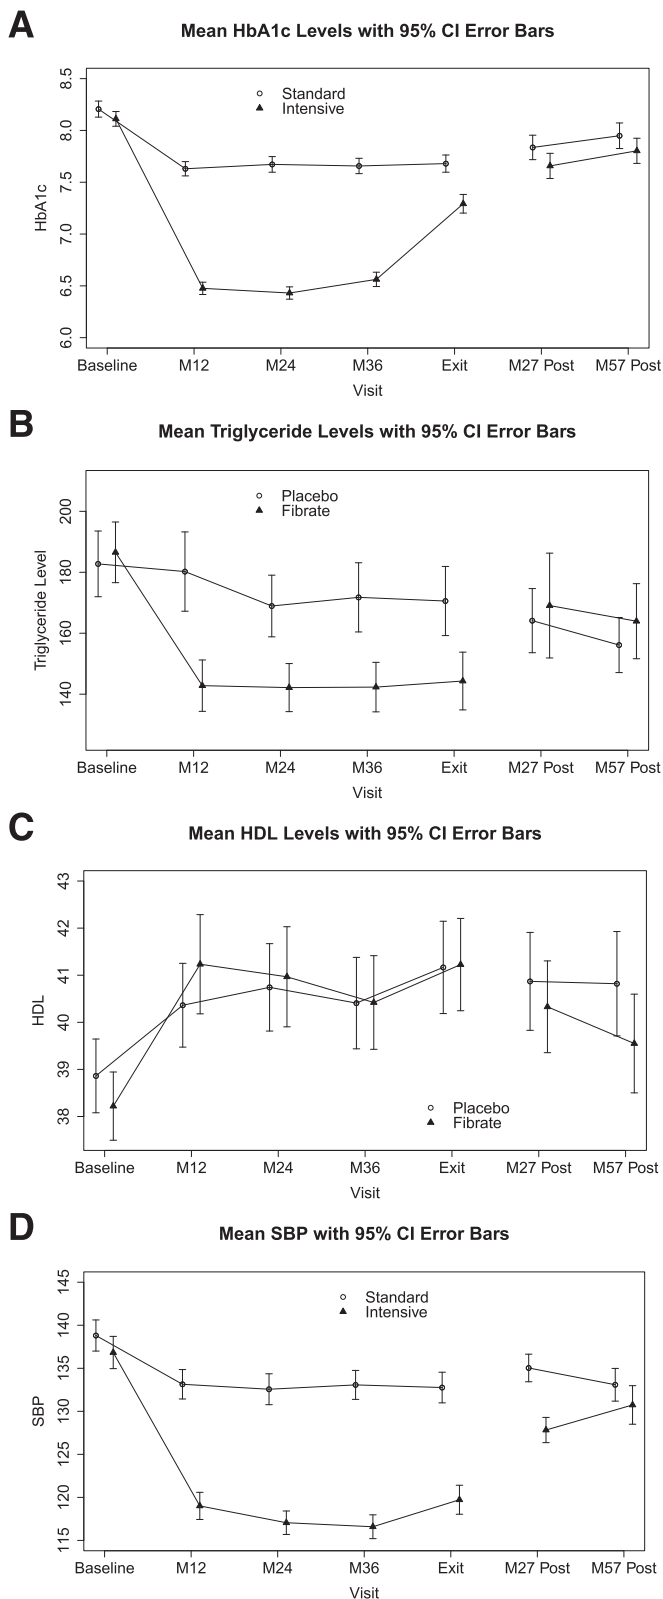 A
Mean HbA1c Levels with 95% CI Error Bars
Standard
Intensive
HbA1c
8.5
8.0
7.5
7.0
6.5
6.0
Baseline M12 M24 M36 Exit M27 Post M57 Post
Visit
B
Mean Triglyceride Levels with 95% CI Error Bars
Placebo
Fibrate
Triglyceride Level
200
180
160
140
Baseline M12 M24 M36 Exit M27 Post M57 Post
Visit
C
Mean HDL Levels with 95% CI Error Bars
HDL
43
42
41
40
39
38
Placebo
Fibrate
Baseline M12 M24 M36 Exit M27 Post M57 Post
Visit
D
Mean SBP with 95% CI Error Bars
Standard
Intensive
SBP
145
140
135
130
125
120
115
Baseline M12 M24 M36 Exit M27 Post M57 Post
Visit